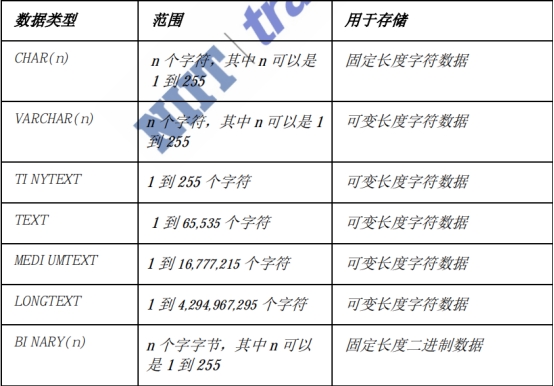 数据类型 范围 用于存储
CHAR(n) n 个字符，其中 n 可以是 固定长度字符数据
1 到 255
VARCHAR(n) n 个字符，其中 n 可以是 1 可变长度字符数据
到 255
TINYTEXT 1 到 255 个字符 可变长度字符数据
TEXT 1 到 65,535 个字符 可变长度字符数据
MEDIUMTEXT 1 到 16,777,215 个字符 可变长度字符数据
LONGTEXT 1 到 4,294,967,295 个字符 可变长度字符数据
BINARY(n) n 个字字节，其中 n 可以 固定长度二进制数据
是 1 到 255
NIIT tra